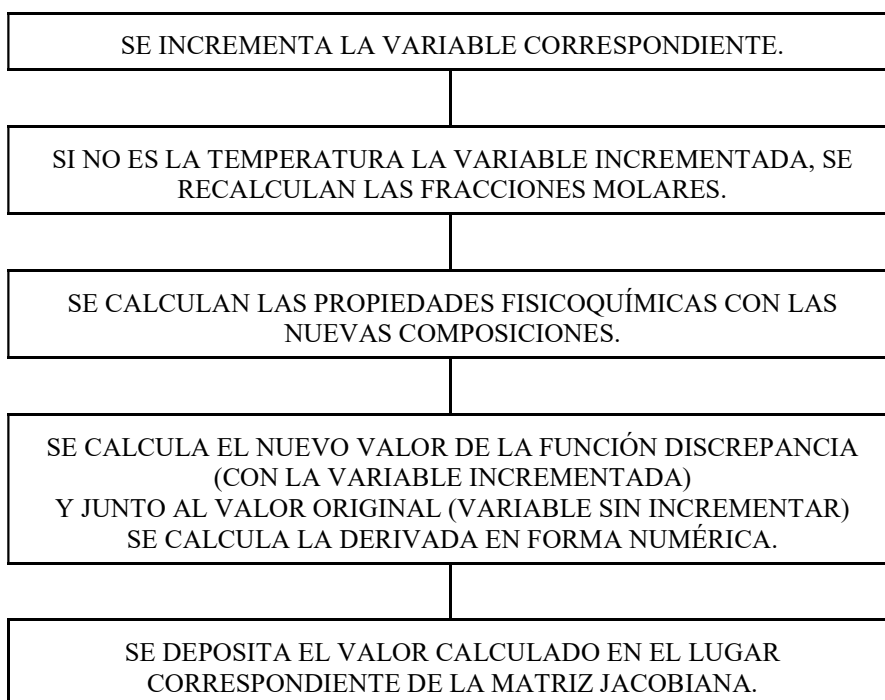 SE INCREMENTA LA VARIABLE CORRESPONDIENTE.
SI NO ES LA TEMPERATURA LA VARIABLE INCREMENTADA, SE
RECALCULAN LAS FRACCIONES MOLARES.
SE CALCULAN LAS PROPIEDADES FISICOQUÍMICAS CON LAS
NUEVAS COMPOSICIONES.
SE CALCULA EL NUEVO VALOR DE LA FUNCIÓN DISCREPANCIA
(CON LA VARIABLE INCREMENTADA)
Y JUNTO AL VALOR ORIGINAL (VARIABLE SIN INCREMENTAR)
SE CALCULA LA DERIVADA EN FORMA NUMÉRICA.
SE DEPOSITA EL VALOR CALCULADO EN EL LUGAR
CORRESPONDIENTE DE LA MATRIZ JACOBIANA.